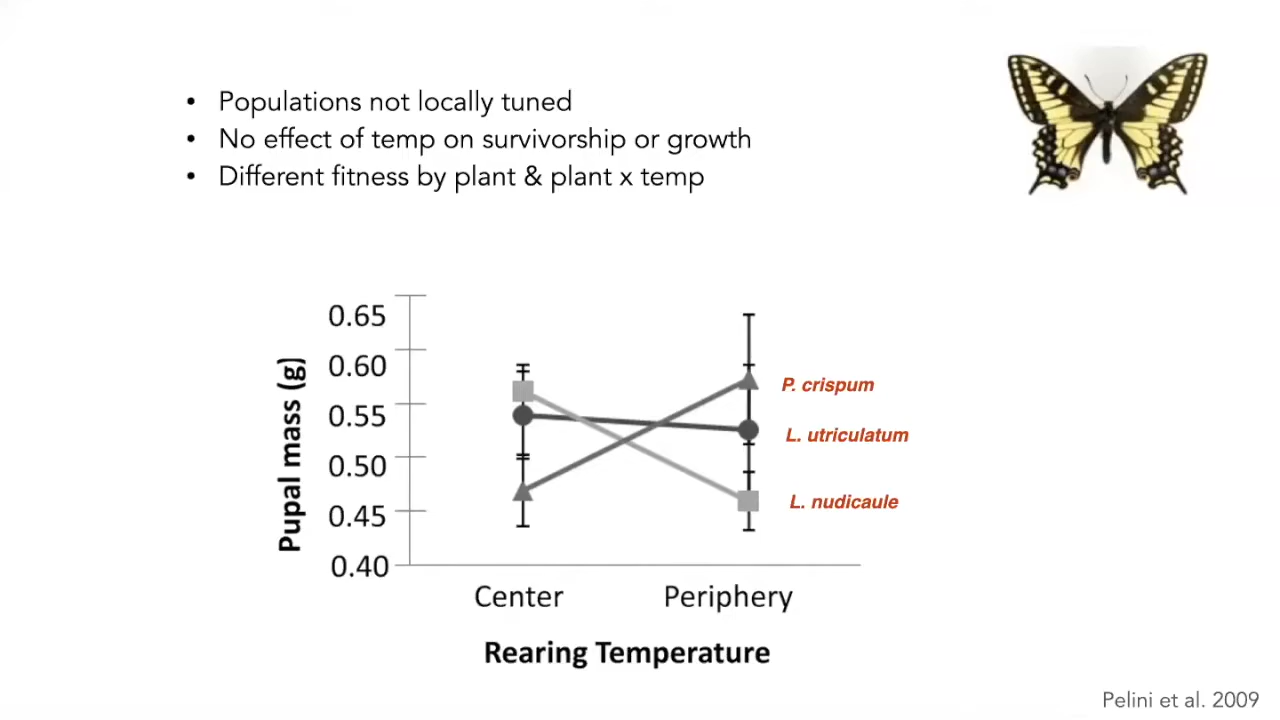 • Populations not locally tuned
• No effect of temp on survivorship or growth
• Different fitness by plant & plant x temp
Pupal mass (g)
0.65
0.60
0.55
0.50
0.45
0.40
P. crispum
L. utriculatum
L. nudicaule
Center Periphery
Rearing Temperature
Pelini et al. 2009